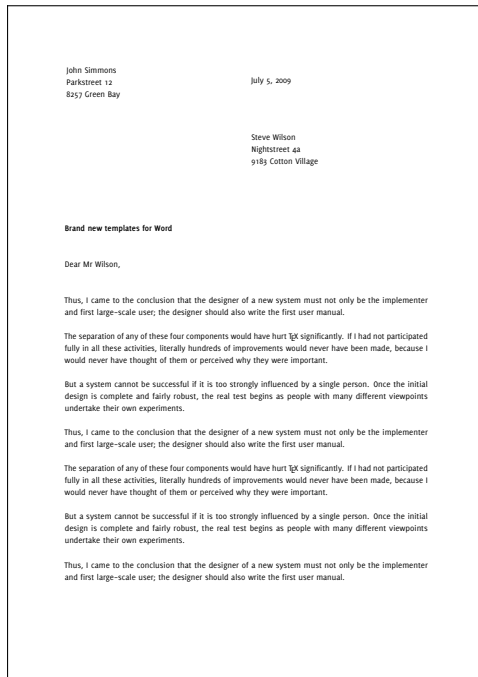 John Simmons
Parkstreet 12
8257 Green Bay
July 5, 2009
Steve Wilson
Nightstreet 4a
9183 Cotton Village
Brand new templates for Word
Dear Mr Wilson,
Thus, I came to the conclusion that the designer of a new system must not only be the implementer
and first large-scale user; the designer should also write the first user manual.
The separation of any of these four components would have hurt TEX significantly. If I had not participated
fully in all these activities, literally hundreds of improvements would never have been made, because I
would never have thought of them or perceived why they were important.
But a system cannot be successful if it is too strongly influenced by a single person. Once the initial
design is complete and fairly robust, the real test begins as people with many different viewpoints
undertake their own experiments.
Thus, I came to the conclusion that the designer of a new system must not only be the implementer
and first large-scale user; the designer should also write the first user manual.
The separation of any of these four components would have hurt TEX significantly. If I had not participated
fully in all these activities, literally hundreds of improvements would never have been made, because I
would never have thought of them or perceived why they were important.
But a system cannot be successful if it is too strongly influenced by a single person. Once the initial
design is complete and fairly robust, the real test begins as people with many different viewpoints
undertake their own experiments.
Thus, I came to the conclusion that the designer of a new system must not only be the implementer
and first large-scale user; the designer should also write the first user manual.